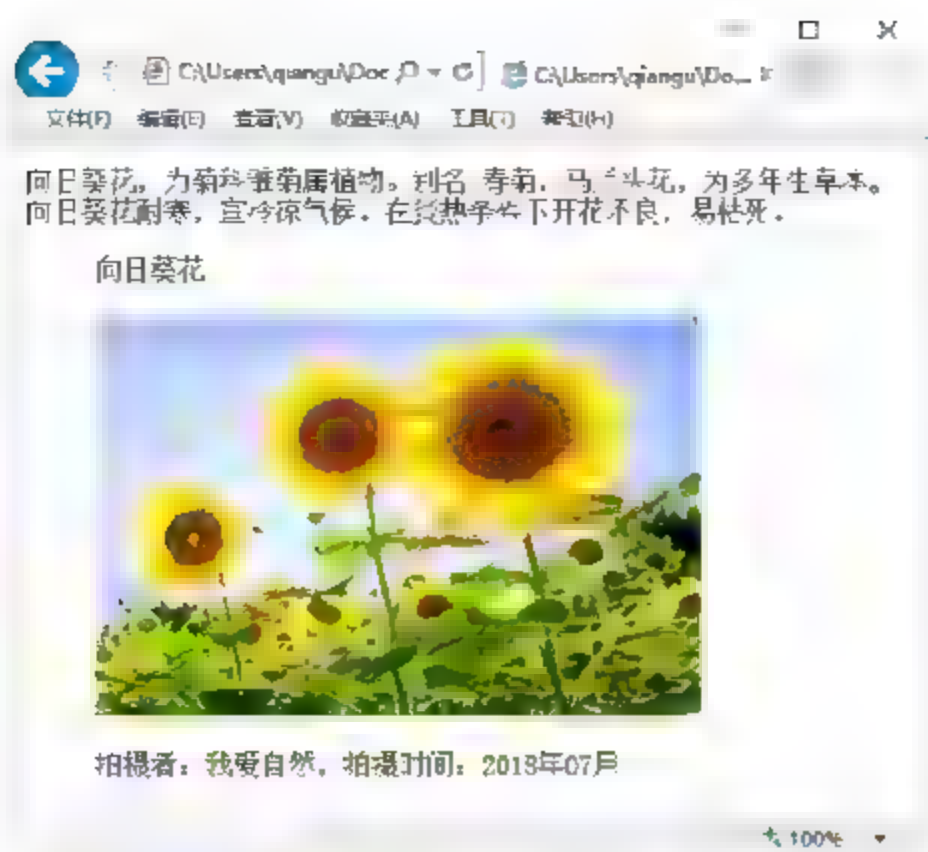 C:\Users\qiangu\Doc C:\Users\qiangu\Do...
文件(F) 编辑(E) 查看(V) 收藏夹(A) 工具(T) 帮助(H)
向日葵花，为菊科雏菊属植物。别名 春菊、马 头花，为多年生草本。
向日葵花耐寒，宜冷凉气候。在炎热条件下开花不良，易枯死。
向日葵花
拍摄者：我爱自然，拍摄时间：2018年07月
100%